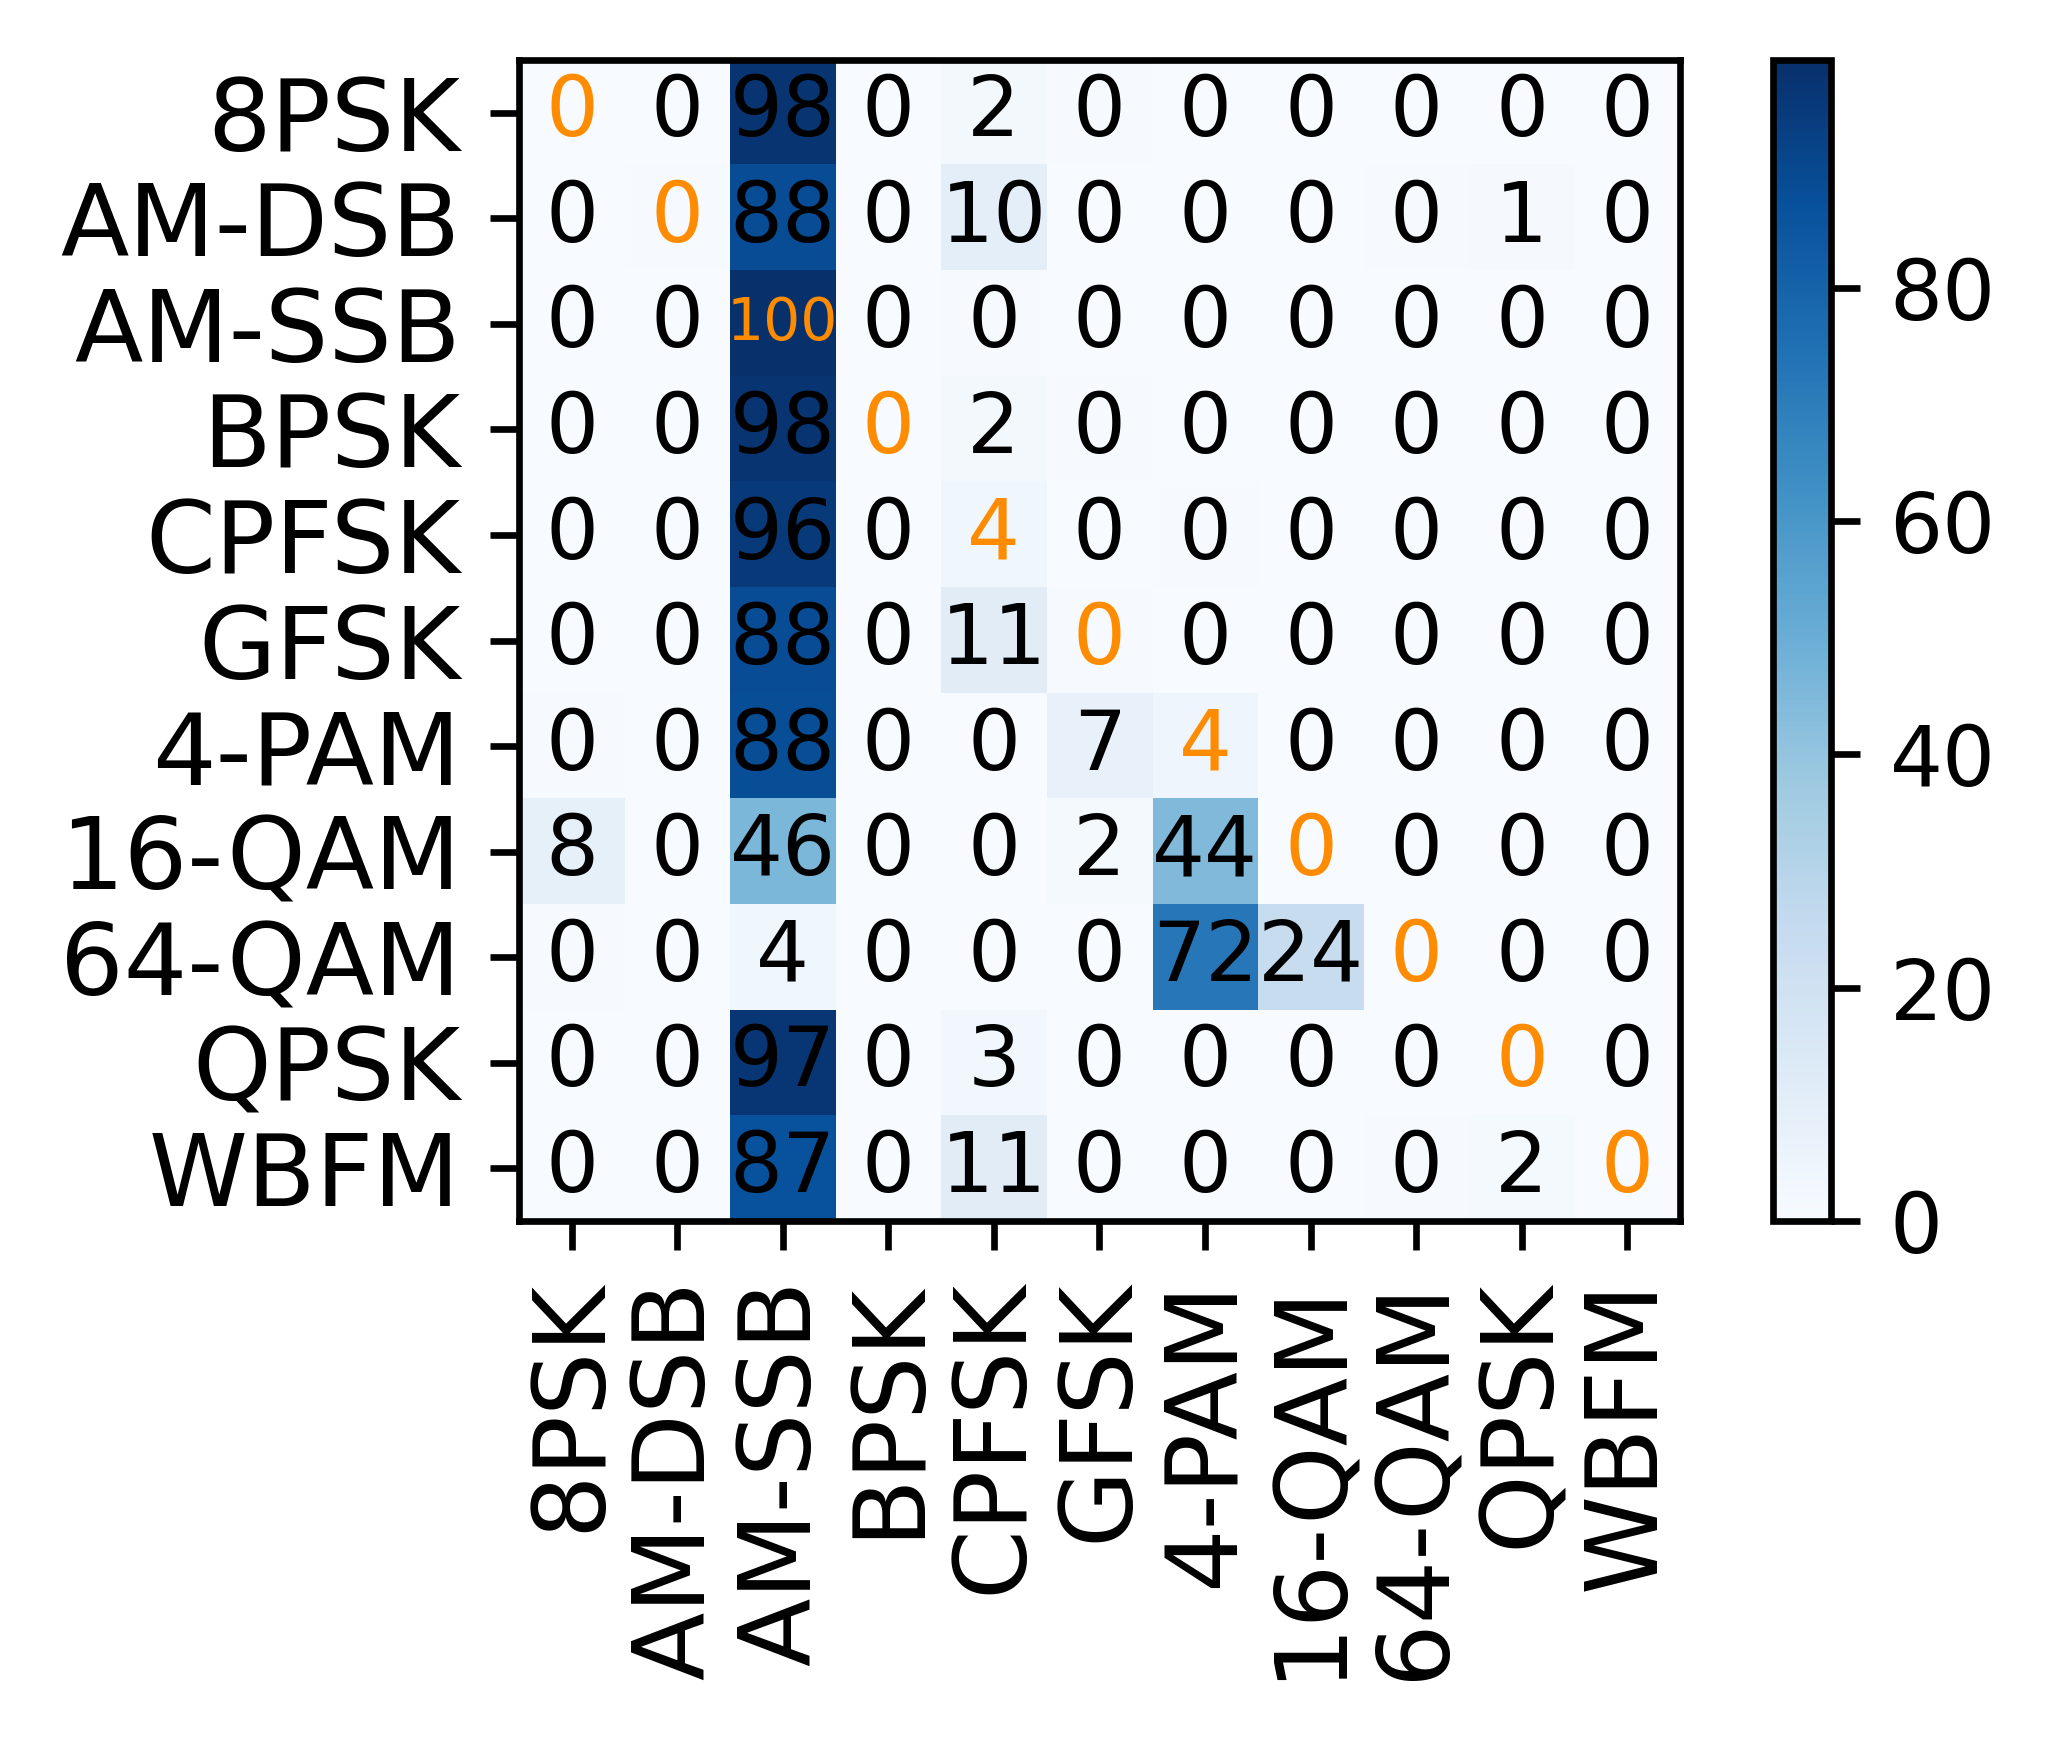 8PSK 0 0 98 0 2 0 0 0 0 0 0
AM-DSB 0 0 88 0 10 0 0 0 0 1 0
AM-SSB 0 0 100 0 0 0 0 0 0 0 0
BPSK 0 0 98 0 2 0 0 0 0 0 0
CPFSK 0 0 96 0 4 0 0 0 0 0 0
GFSK 0 0 88 0 11 0 0 0 0 0 0
4-PAM 0 0 88 0 0 7 4 0 0 0 0
16-QAM 8 0 46 0 0 2 44 0 0 0 0
64-QAM 0 0 4 0 0 0 72 24 0 0 0
QPSK 0 0 97 0 3 0 0 0 0 0 0
WBFM 0 0 87 0 11 0 0 0 0 2 0
8PSK
AM-DSB
AM-SSB
BPSK
CPFSK
GFSK
4-PAM
16-QAM
64-QAM
QPSK
WBFM
80
60
40
20
0